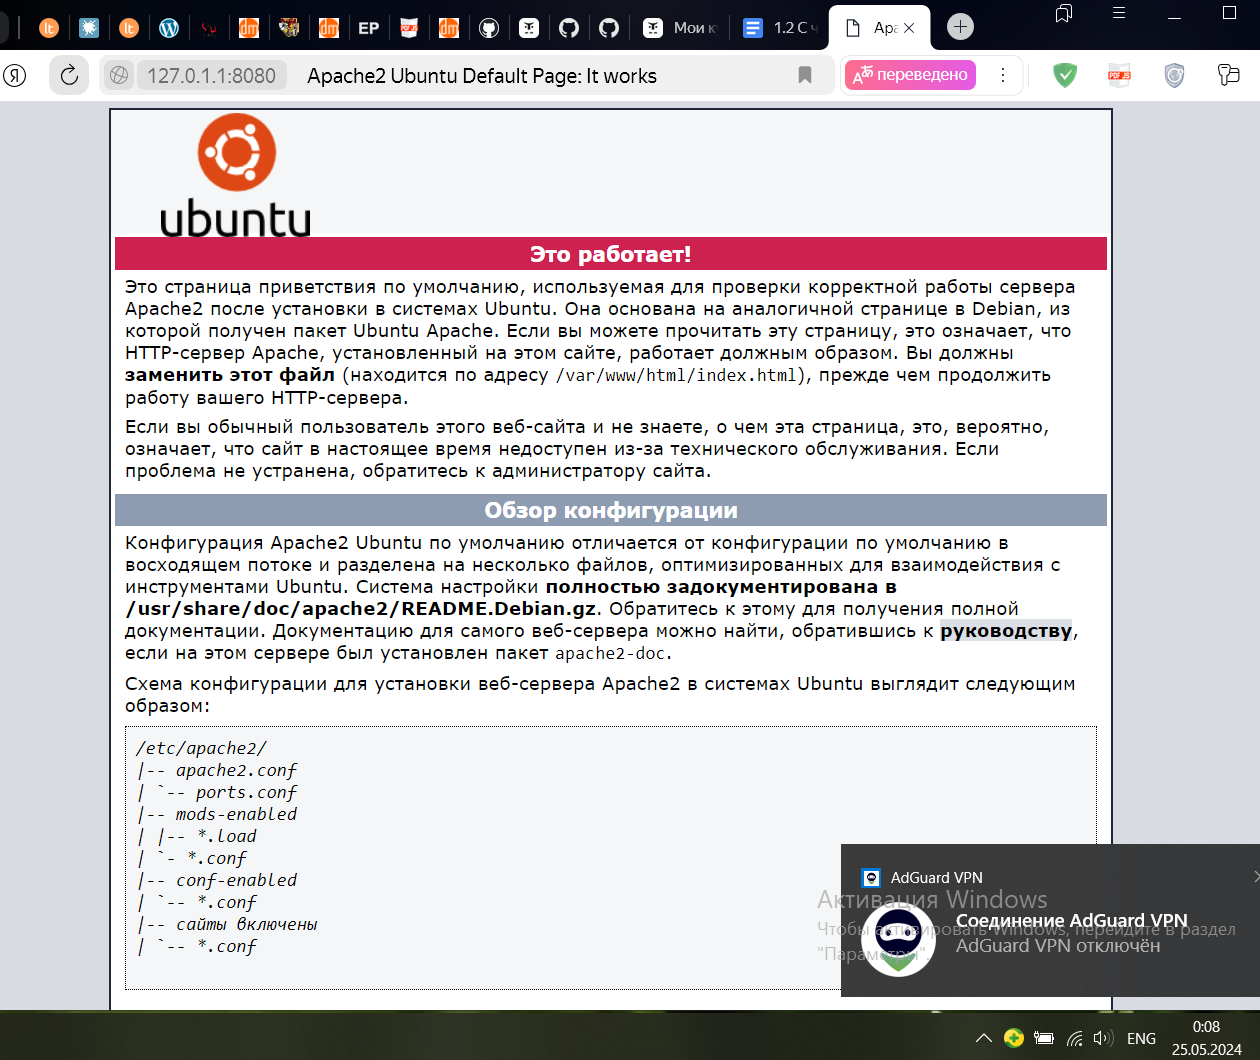 lt
lt
dm
dm
EP
PDF JS
dm
Мои к
1.2 С ч
Apa
Я
127.0.1.1:8080
Apache2 Ubuntu Default Page: It works
переведено
PDF JS
ubuntu
Это работает!
Это страница приветствия по умолчанию, используемая для проверки корректной работы сервера
Apache2 после установки в системах Ubuntu. Она основана на аналогичной странице в Debian, из
которой получен пакет Ubuntu Apache. Если вы можете прочитать эту страницу, это означает, что
HTTP-сервер Apache, установленный на этом сайте, работает должным образом. Вы должны
заменить этот файл (находится по адресу /var/www/html/index.html), прежде чем продолжить
работу вашего HTTP-сервера.
Если вы обычный пользователь этого веб-сайта и не знаете, о чем эта страница, это, вероятно,
означает, что сайт в настоящее время недоступен из-за технического обслуживания. Если
проблема не устранена, обратитесь к администратору сайта.
Обзор конфигурации
Конфигурация Apache2 Ubuntu по умолчанию отличается от конфигурации по умолчанию в
восходящем потоке и разделена на несколько файлов, оптимизированных для взаимодействия с
инструментами Ubuntu. Система настройки полностью задокументирована в
/usr/share/doc/apache2/README.Debian.gz. Обратитесь к этому для получения полной
документации. Документацию для самого веб-сервера можно найти, обратившись к руководству,
если на этом сервере был установлен пакет apache2-doc.
Схема конфигурации для установки веб-сервера Apache2 в системах Ubuntu выглядит следующим
образом:
/etc/apache2/
|-- apache2.conf
| `-- ports.conf
|-- mods-enabled
| |-- *.load
| `- *.conf
|-- conf-enabled
| `-- *.conf
|-- сайты включены
| `-- *.conf
AdGuard VPN
Активация Windows
Соединение AdGuard VPN
Чтобы активировать Windows, перейдите в раздел
AdGuard VPN отключён
"Параметры".
ENG
0:08
25.05.2024